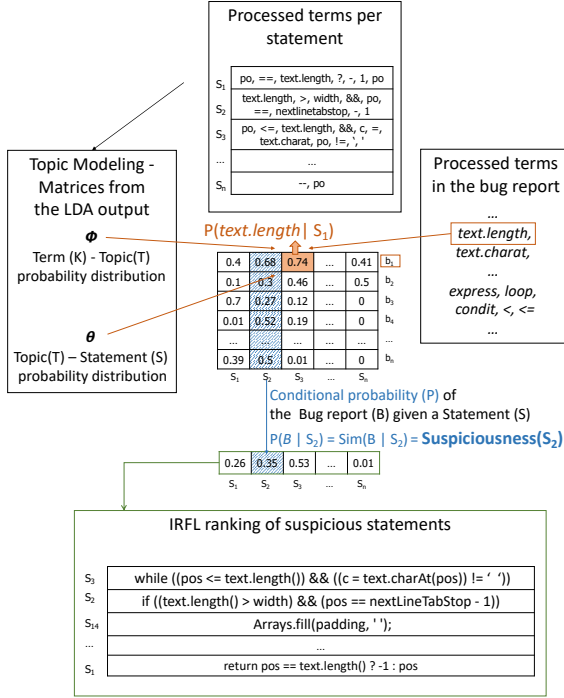 Processed terms per
statement
S1 po, ==, text.length, ?, -, 1, po
S2 text.length, >, width, &&, po,
==, nextlinetabstop, -, 1
S3 po, <=, text.length, &&, c, =,
text.charat, po, !=, ‘, '
... ...
Sn --, po
Topic Modeling -
Matrices from
the LDA output
Φ
Term (K) - Topic(T)
probability distribution
θ
Topic(T) – Statement (S)
probability distribution
Processed terms
in the bug report
...
text.length,
text.charat,
...
express, loop,
condit, <, <=
...
P(text.length | S1)
0.4 0.68 0.74 ... 0.41 b1
0.1 0.3 0.46 ... 0.5 b2
0.7 0.27 0.12 ... 0 b3
0.01 0.52 0.19 ... 0 b4
... ... ... ... ... ...
0.39 0.5 0.01 ... 0 bn
S1 S2 S3 ... Sn
Conditional probability (P) of
the Bug report (B) given a Statement (S)
P(B | S2) = Sim(B | S2) = Suspiciousness(S2)
0.26 0.35 0.53 ... 0.01
S1 S2 S3 ... Sn
IRFL ranking of suspicious statements
S3 while ((pos <= text.length()) && ((c = text.charAt(pos)) != ‘ ‘))
S2 if ((text.length() > width) && (pos == nextLineTabStop - 1))
S14 Arrays.fill(padding, ' ');
... ...
S1 return pos == text.length() ? -1 : pos